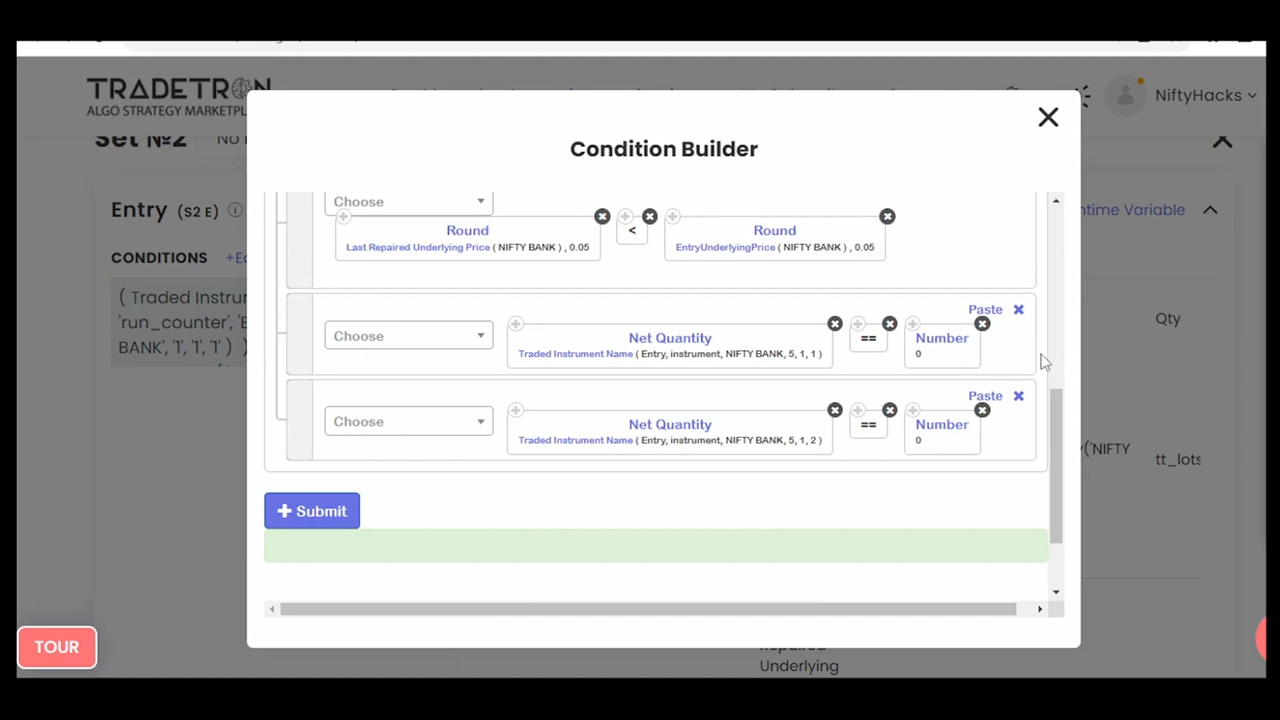 TRADETRON
ALGO STRATEGY MARKETPL
NiftyHacks
Set №2
No
Entry (S2 E)
ntime Variable
CONDITIONS
( Traded Instrum
'run_counter',
BANK', '1', '1', '1' ) )
Qty
y('NIFTY
tt_lots
Repaired
Underlying
TOUR
Condition Builder
Choose
Round
Last Repaired Underlying Price ( NIFTY BANK ) , 0.05
<
Round
EntryUnderlyingPrice ( NIFTY BANK ) , 0.05
Paste
Choose
Net Quantity
Traded Instrument Name ( Entry, instrument, NIFTY BANK, 5, 1, 1 )
==
Number
0
Paste
Choose
Net Quantity
Traded Instrument Name ( Entry, instrument, NIFTY BANK, 5, 1, 2 )
==
Number
0
+ Submit